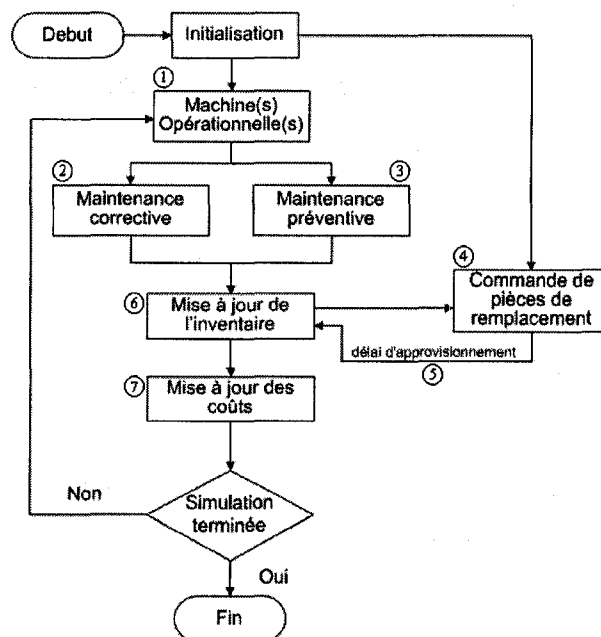 Debut
Initialisation
①
Machine(s)
Opérationnelle(s)
②
Maintenance
corrective
③
Maintenance
préventive
④
Commande de
pièces de
remplacement
⑥
Mise à jour de
l'inventaire
délai d'approvisionnement
⑤
⑦
Mise à jour des
coûts
Non
Simulation
terminée
Ouí
Fin